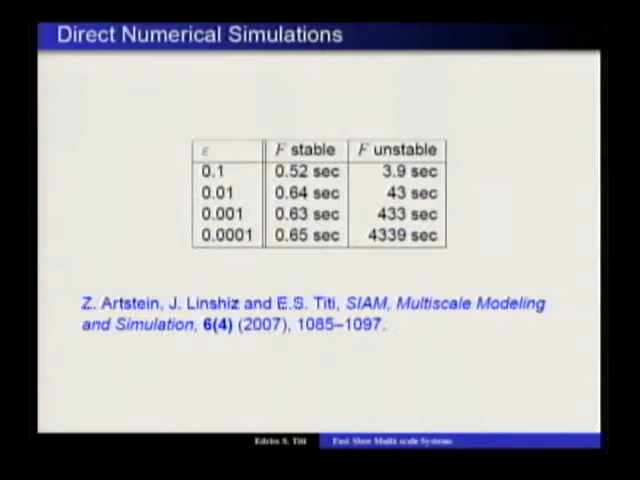 Direct Numerical Simulations
ε F stable F unstable
0.1 0.52 sec 3.9 sec
0.01 0.64 sec 43 sec
0.001 0.63 sec 433 sec
0.0001 0.65 sec 4339 sec
Z. Artstein, J. Linshiz and E.S. Titi, SIAM, Multiscale Modeling
and Simulation, 6(4) (2007), 1085–1097.
Edriss S. Titi Fast Slow Multi scale Systems